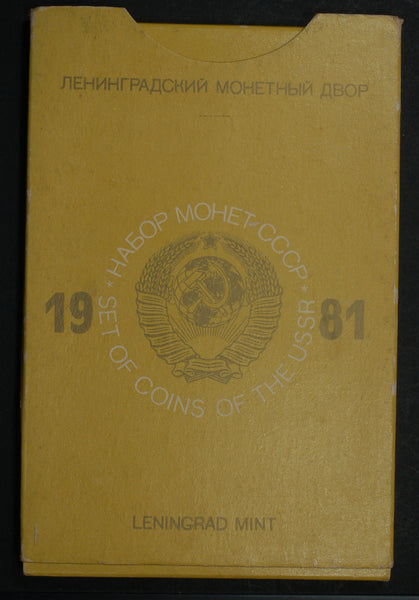 ЛЕНИНГРАДСКИЙ МОНЕТНЫЙ ДВОР
* НАБОР МОНЕТ СССР *
19 81
SET OF COINS OF THE USSR
LENINGRAD MINT